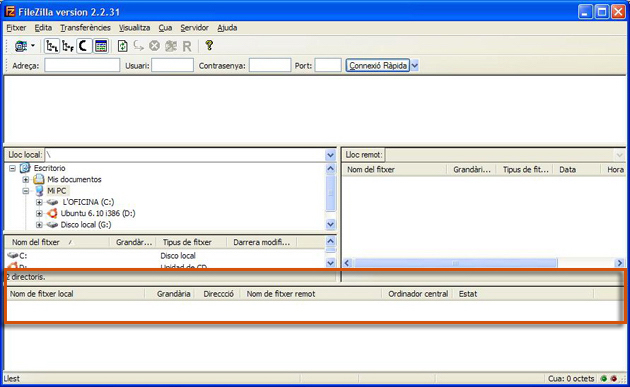 FileZilla version 2.2.31
Fitxer Edita Transferències Visualitza Cua Servidor Ajuda
Adreça: Usuari: Contrasenya: Port: Connexió Ràpida
Lloc local: \
Escritorio
Mis documentos
Mi PC
L'OFICINA (C:)
Ubuntu 6.10 i386 (D:)
Disco local (G:)
Nom del fitxer / Grandàr... Tipus de fitxer Darrera modifi...
C: Disco local
D: Unidad de CD
2 directoris.
Lloc remot:
Nom del fitxer Grandàri... Tipus de fit... Data Hora
Nom de fitxer local Grandària Direccció Nom de fitxer remot Ordinador central Estat
Llest Cua: 0 octets